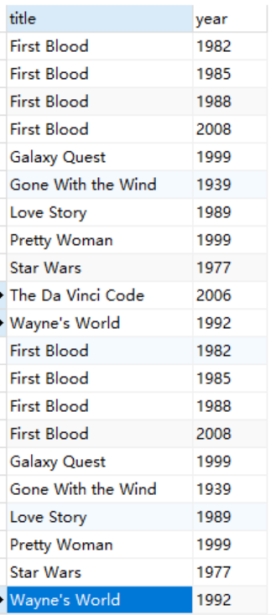 title year
First Blood 1982
First Blood 1985
First Blood 1988
First Blood 2008
Galaxy Quest 1999
Gone With the Wind 1939
Love Story 1989
Pretty Woman 1999
Star Wars 1977
The Da Vinci Code 2006
Wayne's World 1992
First Blood 1982
First Blood 1985
First Blood 1988
First Blood 2008
Galaxy Quest 1999
Gone With the Wind 1939
Love Story 1989
Pretty Woman 1999
Star Wars 1977
Wayne's World 1992